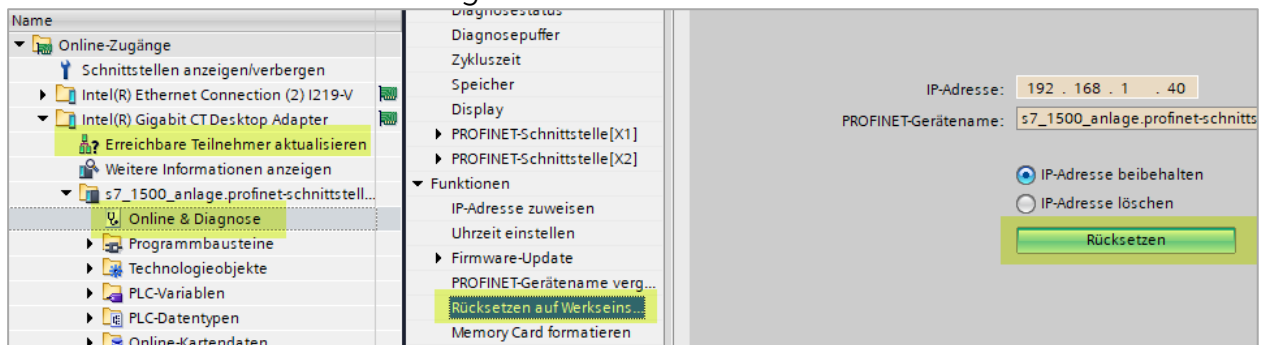 Name
Online-Zugänge
Schnittstellen anzeigen/verbergen
Intel(R) Ethernet Connection (2) I219-V
Intel(R) Gigabit CT Desktop Adapter
Erreichbare Teilnehmer aktualisieren
Weitere Informationen anzeigen
s7_1500_anlage.profinet-schnittstell...
Online & Diagnose
Programmbausteine
Technologieobjekte
PLC-Variablen
PLC-Datentypen
Online-Kartendaten
Diagnosestatus
Diagnosepuffer
Zykluszeit
Speicher
Display
PROFINET-Schnittstelle[X1]
PROFINET-Schnittstelle[X2]
Funktionen
IP-Adresse zuweisen
Uhrzeit einstellen
Firmware-Update
PROFINET-Gerätename verg...
Rücksetzen auf Werkseins...
Memory Card formatieren
IP-Adresse: 192 . 168 . 1 . 40
PROFINET-Gerätename: s7_1500_anlage.profinet-schnitts
IP-Adresse beibehalten
IP-Adresse löschen
Rücksetzen